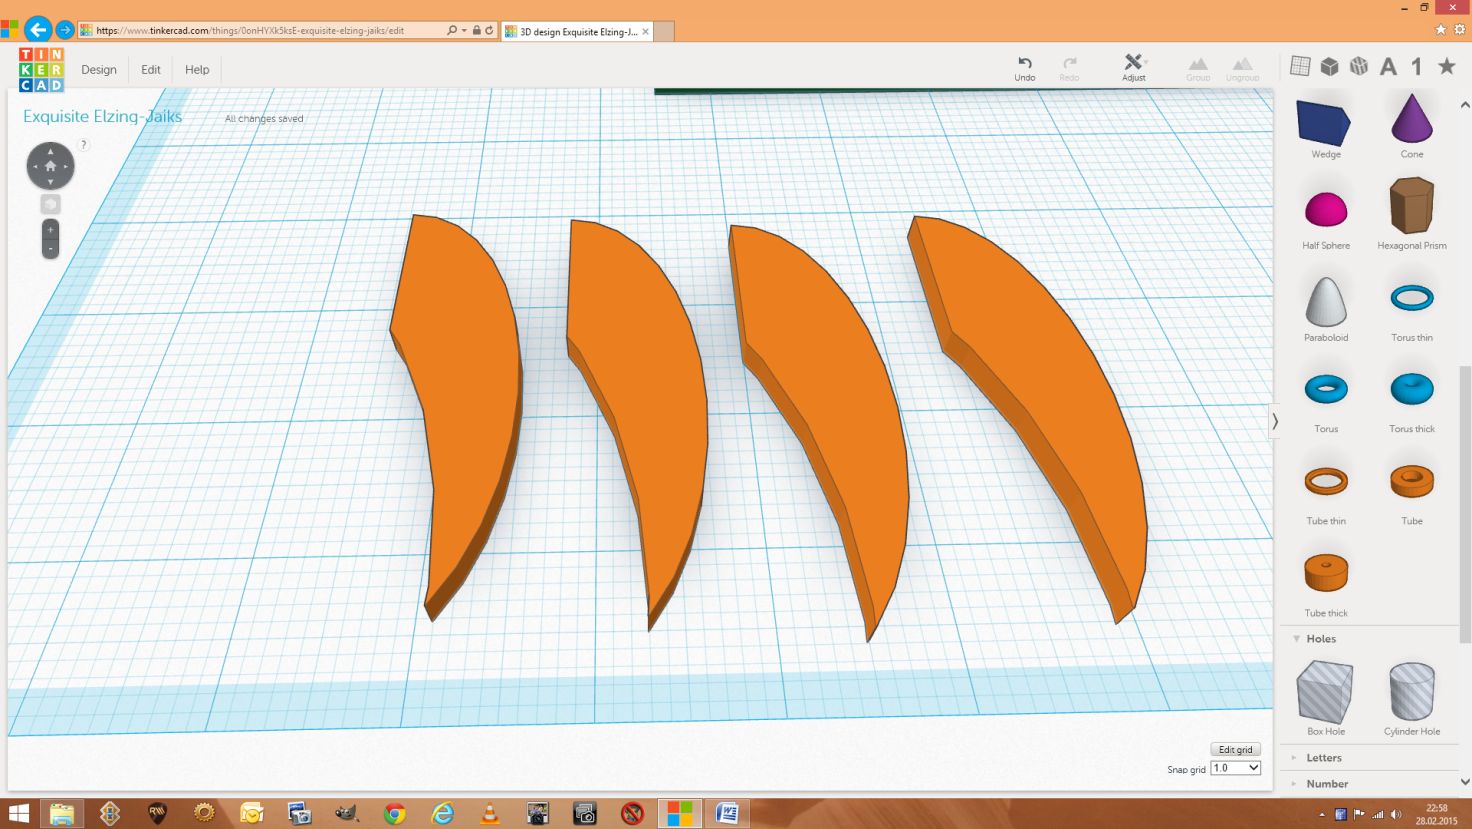 https://www.tinkercad.com/things/0onHYXk5ksE-exquisite-elzing-jaiks/edit
3D design Exquisite Elzing-J...
TIN
KER
CAD
Design
Edit
Help
Undo
Redo
Adjust
Group
Ungroup
A
1
Exquisite Elzing-Jaiks
All changes saved
?
+
-
Wedge
Cone
Half Sphere
Hexagonal Prism
Paraboloid
Torus thin
Torus
Torus thick
Tube thin
Tube
Tube thick
Holes
Box Hole
Cylinder Hole
Letters
Number
Edit grid
Snap grid
1.0
RW
22:58
28.02.2015